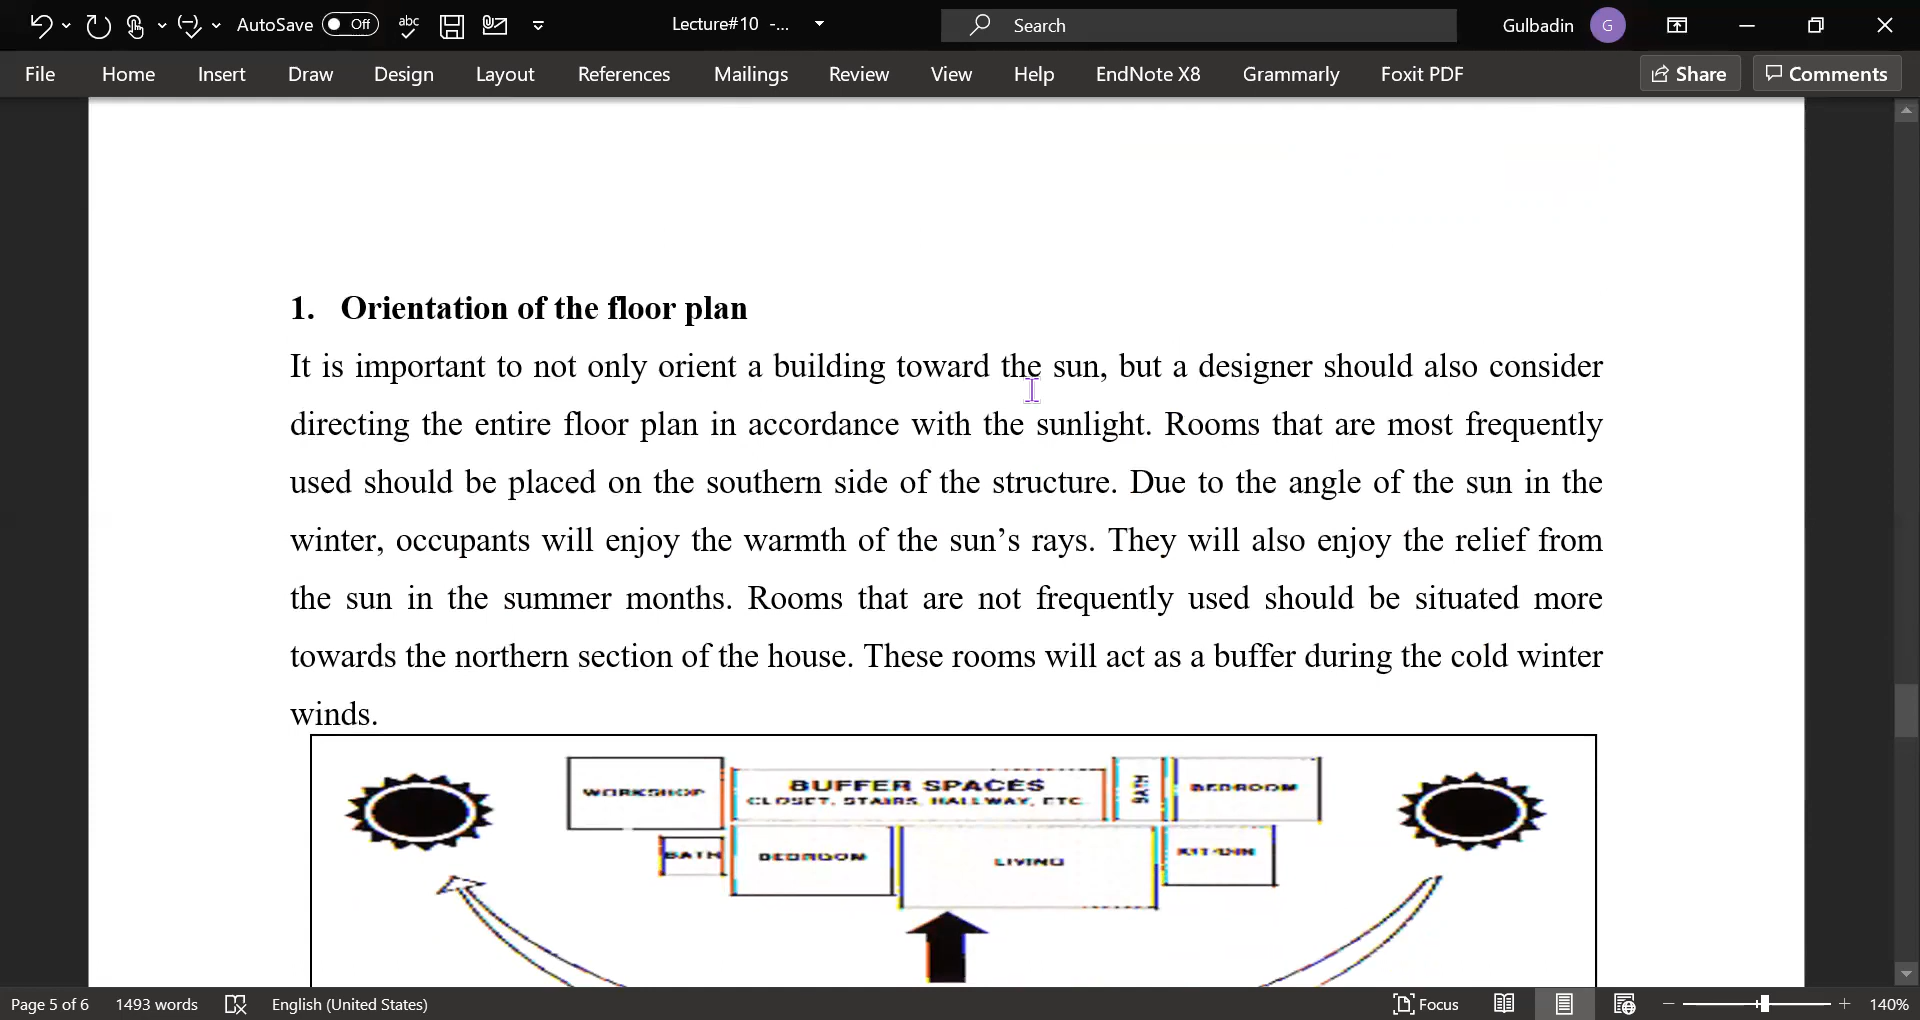 AutoSave Off abc Lecture#10 -... Search Gulbadin G
File Home Insert Draw Design Layout References Mailings Review View Help EndNote X8 Grammarly Foxit PDF Share Comments
1. Orientation of the floor plan
It is important to not only orient a building toward the sun, but a designer should also consider
directing the entire floor plan in accordance with the sunlight. Rooms that are most frequently
used should be placed on the southern side of the structure. Due to the angle of the sun in the
winter, occupants will enjoy the warmth of the sun’s rays. They will also enjoy the relief from
the sun in the summer months. Rooms that are not frequently used should be situated more
towards the northern section of the house. These rooms will act as a buffer during the cold winter
winds.
WORKSHOP BUFFER SPACES BATH BEDROOM
CLOSET, STAIRS, HALLWAY, ETC
BATH BEDROOM LIVING KITCHIN
Page 5 of 6 1493 words English (United States) Focus 140%